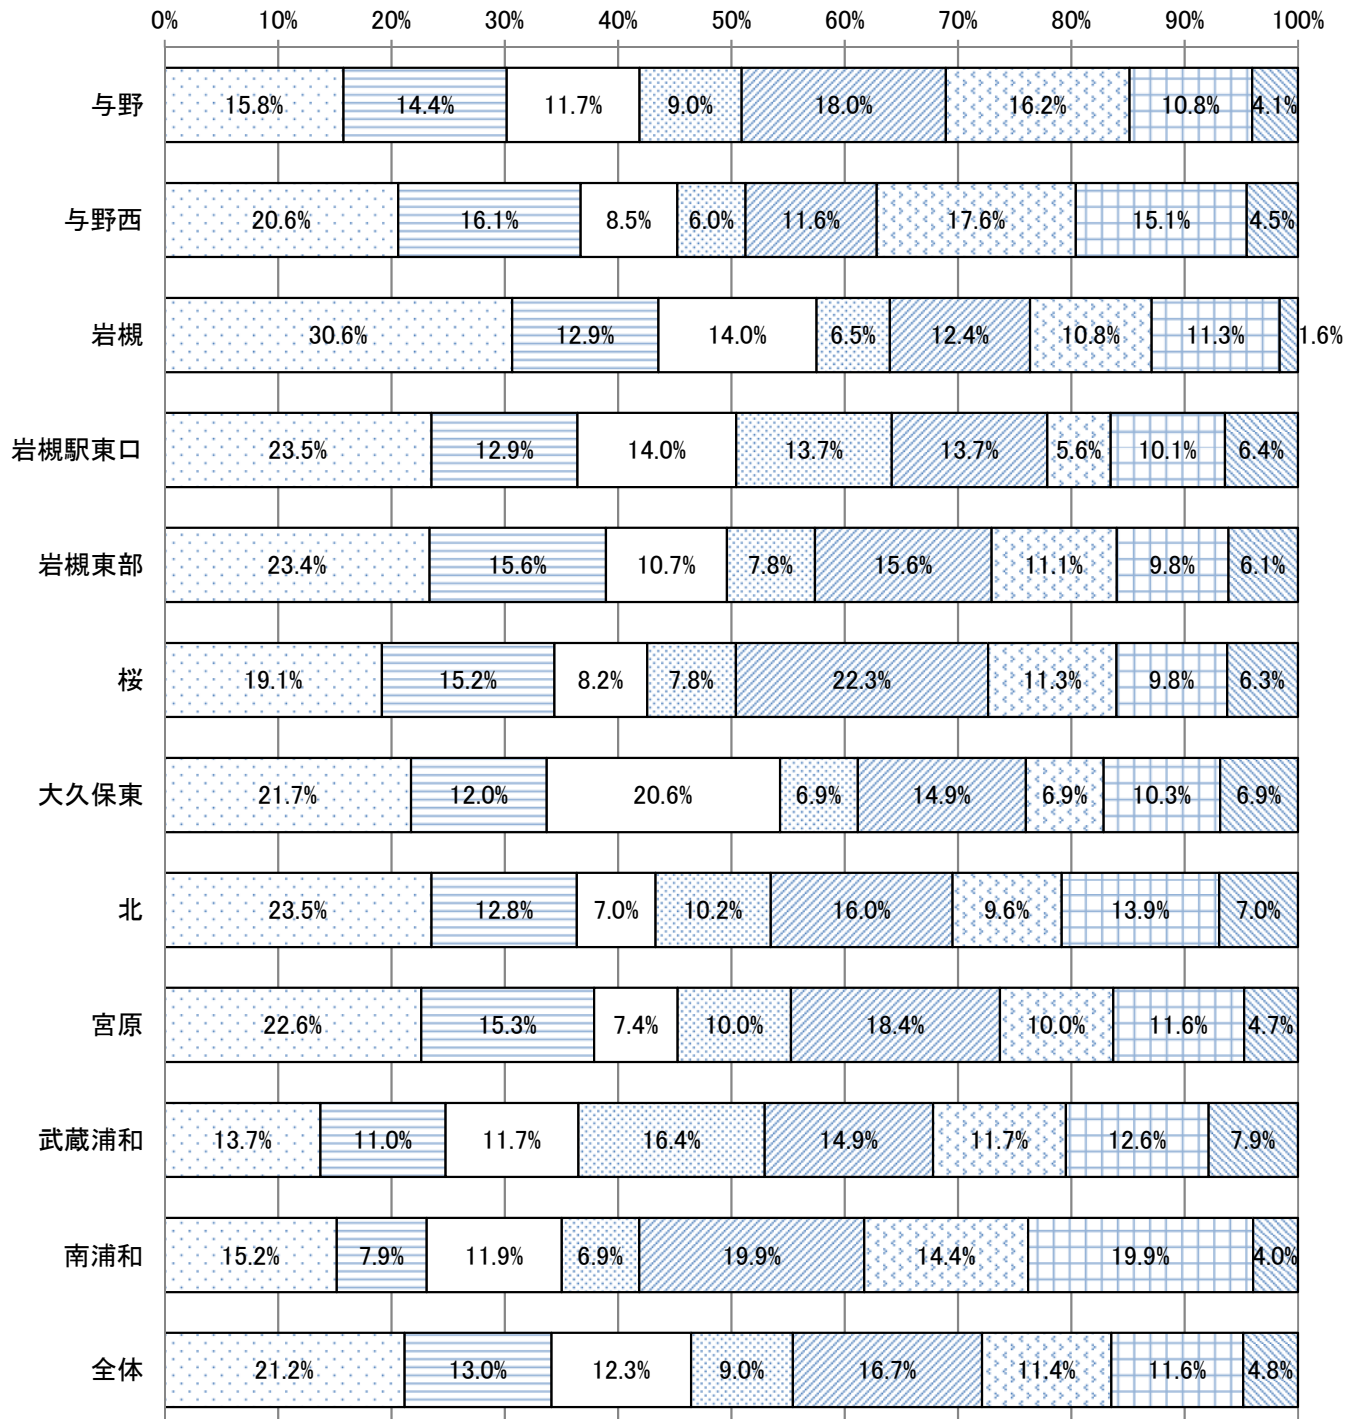 0% 10% 20% 30% 40% 50% 60% 70% 80% 90% 100%
与野 15.8% 14.4% 11.7% 9.0% 18.0% 16.2% 10.8% 4.1%
与野西 20.6% 16.1% 8.5% 6.0% 11.6% 17.6% 15.1% 4.5%
岩槻 30.6% 12.9% 14.0% 6.5% 12.4% 10.8% 11.3% 1.6%
岩槻駅東口 23.5% 12.9% 14.0% 13.7% 13.7% 5.6% 10.1% 6.4%
岩槻東部 23.4% 15.6% 10.7% 7.8% 15.6% 11.1% 9.8% 6.1%
桜 19.1% 15.2% 8.2% 7.8% 22.3% 11.3% 9.8% 6.3%
大久保東 21.7% 12.0% 20.6% 6.9% 14.9% 6.9% 10.3% 6.9%
北 23.5% 12.8% 7.0% 10.2% 16.0% 9.6% 13.9% 7.0%
宮原 22.6% 15.3% 7.4% 10.0% 18.4% 10.0% 11.6% 4.7%
武蔵浦和 13.7% 11.0% 11.7% 16.4% 14.9% 11.7% 12.6% 7.9%
南浦和 15.2% 7.9% 11.9% 6.9% 19.9% 14.4% 19.9% 4.0%
全体 21.2% 13.0% 12.3% 9.0% 16.7% 11.4% 11.6% 4.8%